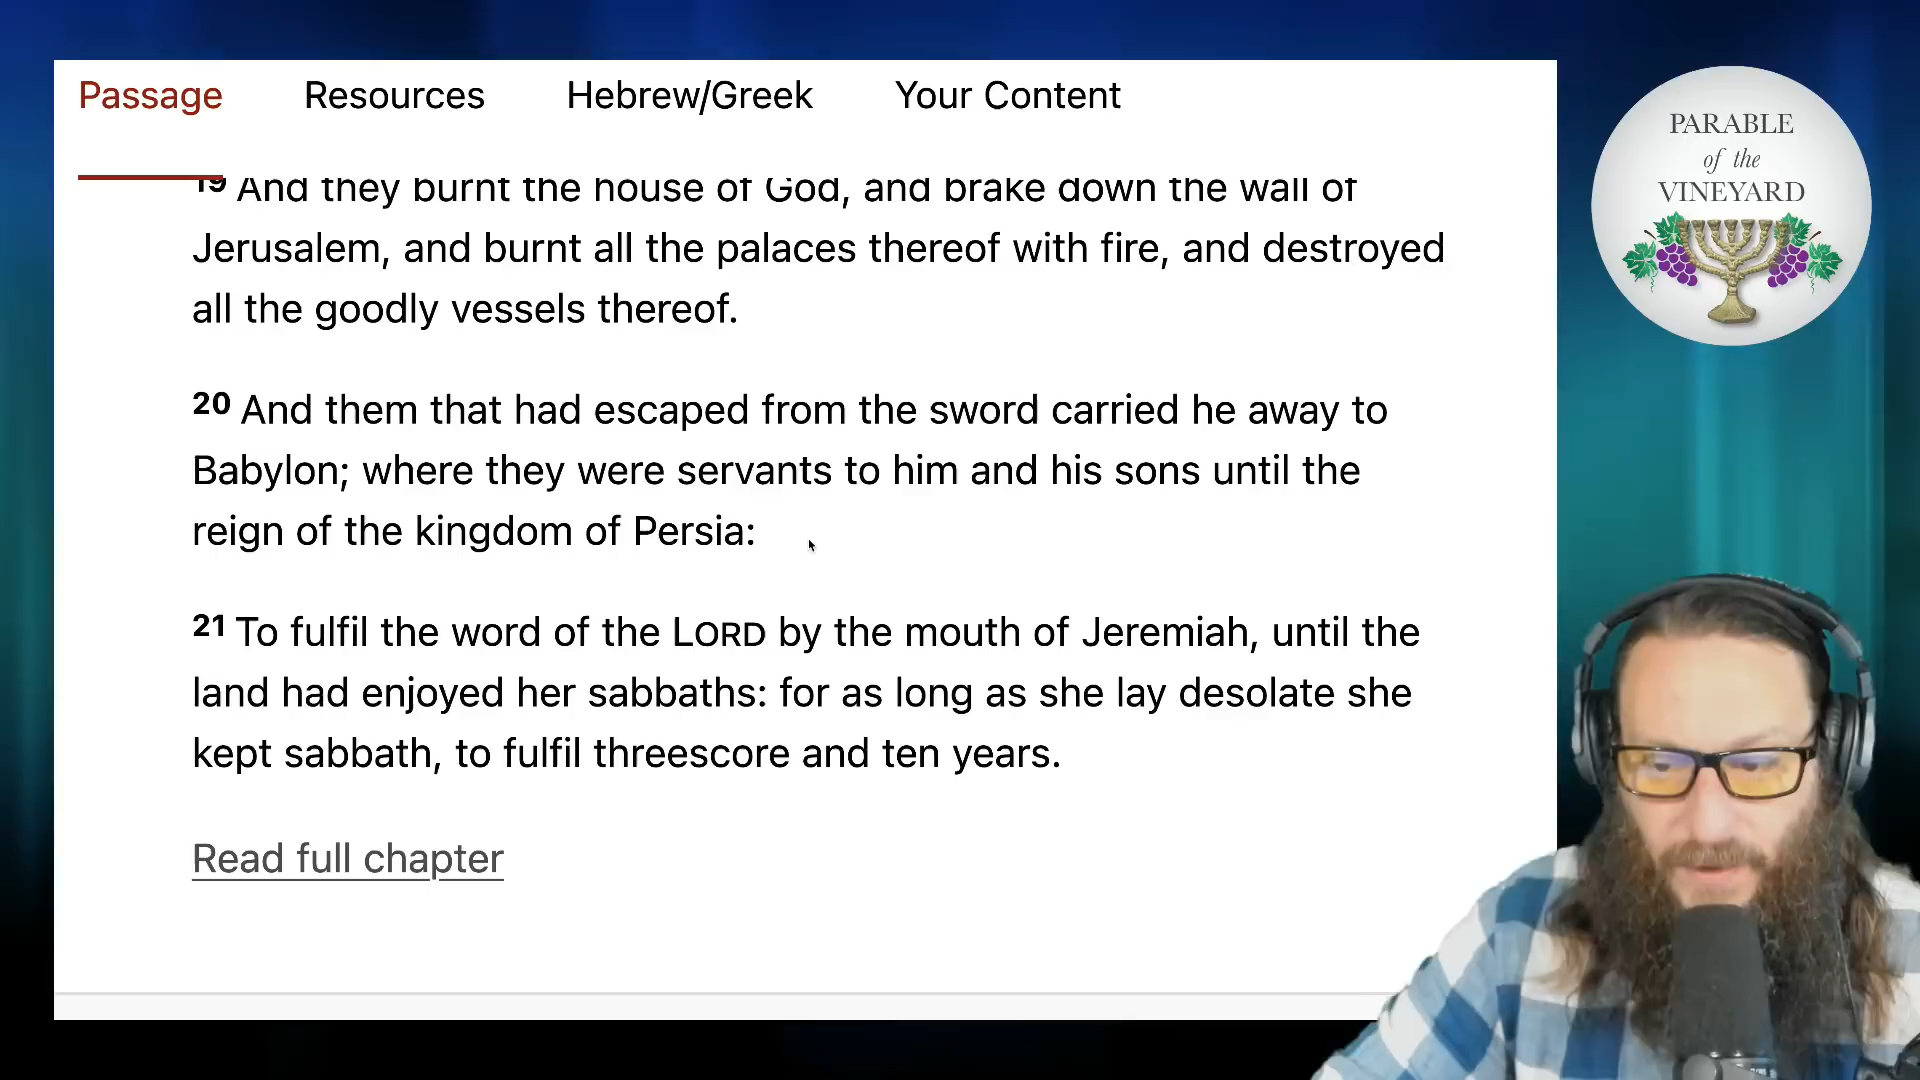 Passage Resources Hebrew/Greek Your Content
PARABLE
of the
VINEYARD
19 And they burnt the house of God, and brake down the wall of
Jerusalem, and burnt all the palaces thereof with fire, and destroyed
all the goodly vessels thereof.
20 And them that had escaped from the sword carried he away to
Babylon; where they were servants to him and his sons until the
reign of the kingdom of Persia:
21 To fulfil the word of the LORD by the mouth of Jeremiah, until the
land had enjoyed her sabbaths: for as long as she lay desolate she
kept sabbath, to fulfil threescore and ten years.
Read full chapter